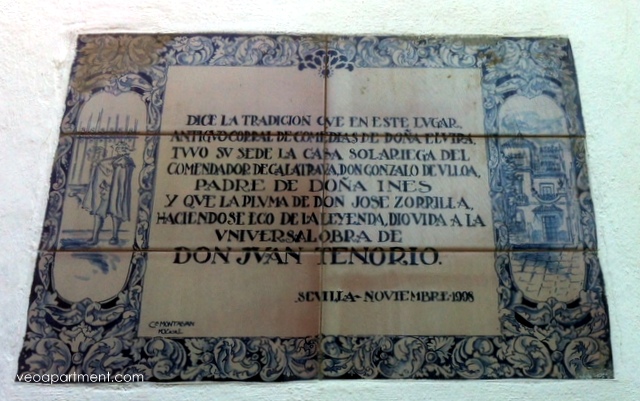 DICE LA TRADICION QVE EN ESTE LVGAR,
ANTIGVO CORRAL DE COMEDIAS DE DOÑA ELVIRA,
TVVO SV SEDE LA CASA SOLARIEGA DEL
COMENDADOR DE CALATRAVA, DON GONZALO DE VLLOA,
PADRE DE DOÑA INES
Y QVE LA PLVMA DE DON JOSE ZORRILLA,
HACIENDOSE ECO DE LA LEYENDA, DIO VIDA A LA
VNIVERSAL OBRA DE
DON JVAN TENORIO.
SEVILLA-NOVIEMBRE-1998
Cª MONTALVAN
veoapartment.com